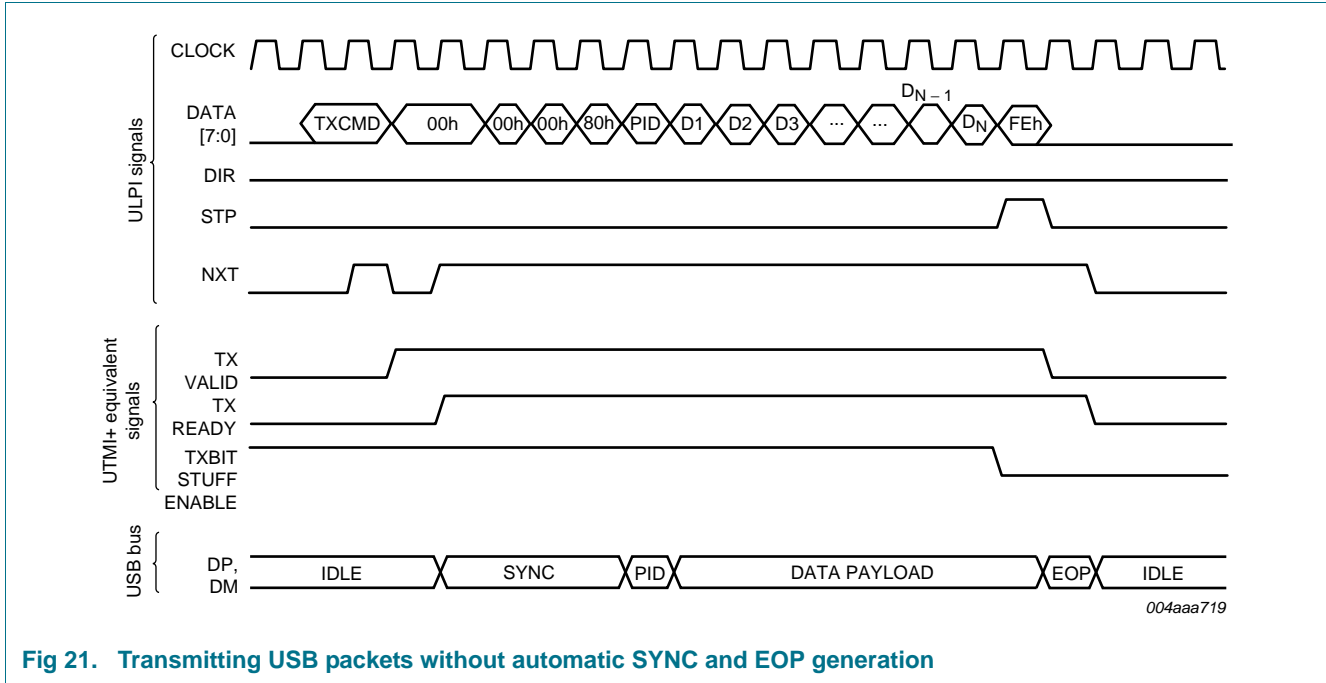 ULPI signals
CLOCK
DATA
[7:0]
TXCMD 00h 00h 00h 80h PID D1 D2 D3 ... ... DN – 1 DN FEh
DIR
STP
NXT
UTMI+ equivalent
signals
TX
VALID
TX
READY
TXBIT
STUFF
ENABLE
USB bus
DP,
DM
IDLE SYNC PID DATA PAYLOAD EOP IDLE
004aaa719
Fig 21. Transmitting USB packets without automatic SYNC and EOP generation